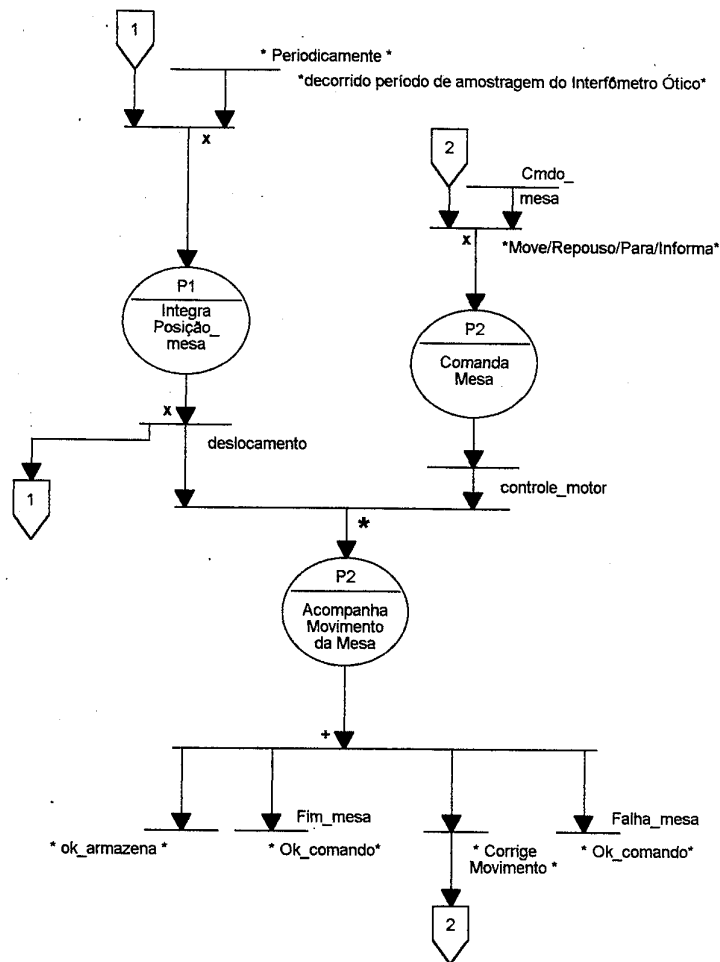 1
* Periodicamente *
*decorrido período de amostragem do Interfômetro Ótico*
x
2
Cmdo_
mesa
x
*Move/Repouso/Para/Informa*
P1
Integra
Posição_
mesa
P2
Comanda
Mesa
x
deslocamento
controle_motor
1
*
P2
Acompanha
Movimento
da Mesa
+
Fim_mesa
Falha_mesa
* ok_armazena *
* Ok_comando*
* Corrige
Movimento *
* Ok_comando*
2